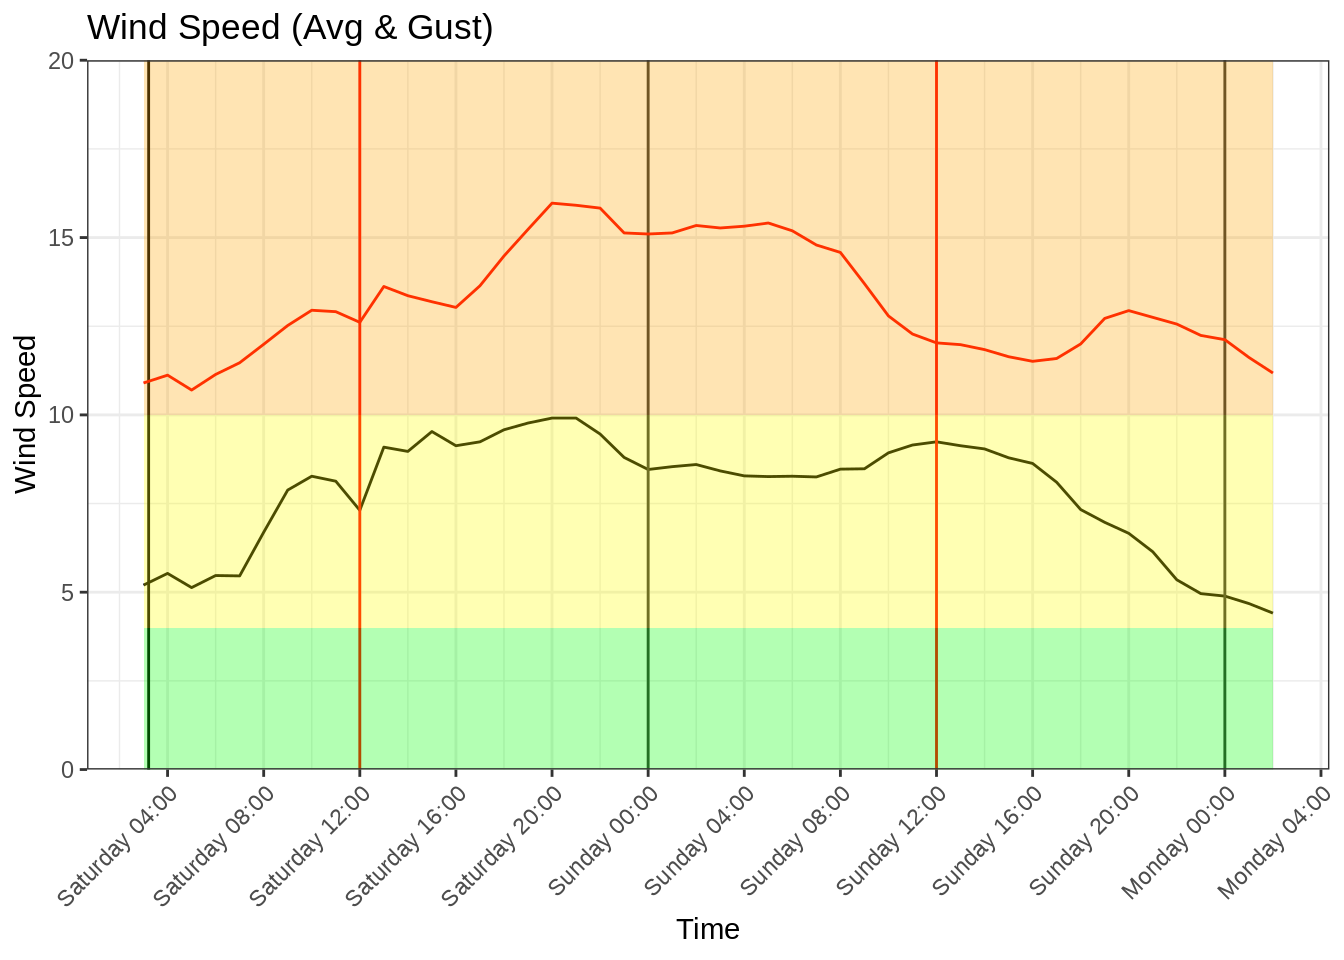 Wind Speed (Avg & Gust)
20
15
10
5
0
Wind Speed
Saturday 04:00
Saturday 08:00
Saturday 12:00
Saturday 16:00
Saturday 20:00
Sunday 00:00
Sunday 04:00
Sunday 08:00
Sunday 12:00
Sunday 16:00
Sunday 20:00
Monday 00:00
Monday 04:00
Time